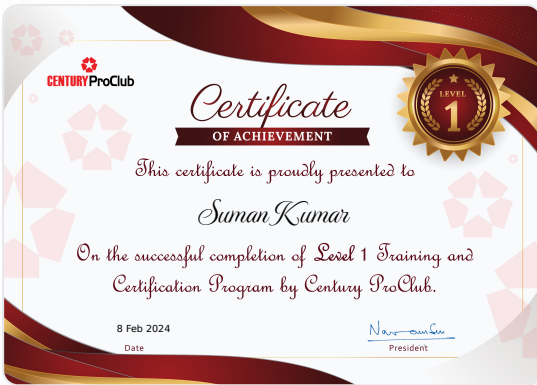 CENTURY ProClub
Certificate
OF ACHIEVEMENT
LEVEL
1
This certificate is proudly presented to
Suman Kumar
On the successful completion of Level 1 Training and
Certification Program by Century ProClub.
8 Feb 2024
Date
President